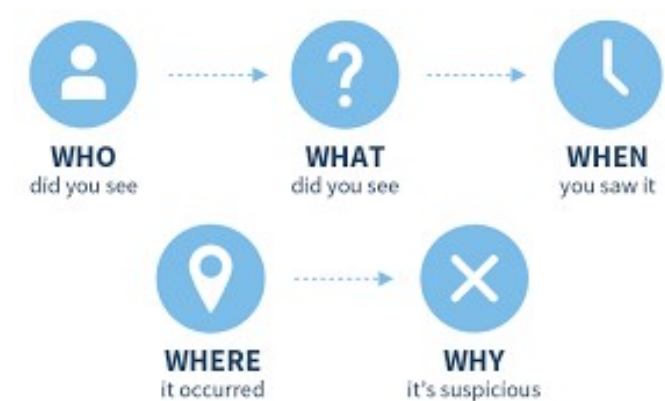 WHO
did you see
WHAT
did you see
WHEN
you saw it
WHERE
it occurred
WHY
it's suspicious